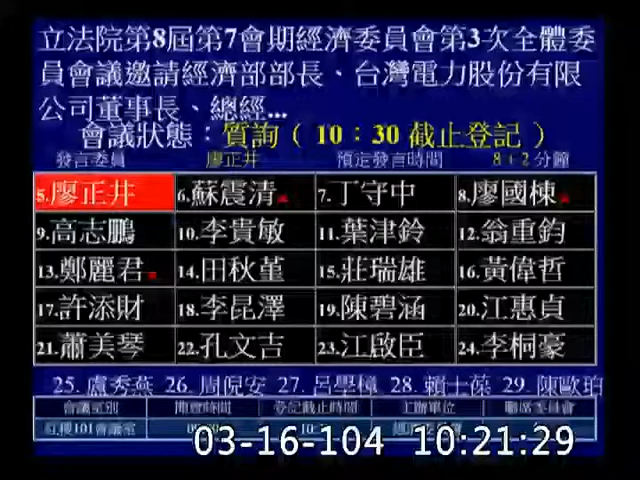 立法院第8屆第7會期經濟委員會第3次全體委
員會議邀請經濟部部長、台灣電力股份有限
公司董事長、總經...
會議狀態：質詢（10：30 截止登記）
發言委員 廖正井 預定發言時間 8+2 分鐘
5.廖正井 6.蘇震清 7.丁守中 8.廖國棟
9.高志鵬 10.李貴敏 11.葉津鈴 12.翁重鈞
13.鄭麗君 14.田秋堇 15.莊瑞雄 16.黃偉哲
17.許添財 18.李昆澤 19.陳碧涵 20.江惠貞
21.蕭美琴 22.孔文吉 23.江啟臣 24.李桐豪
25. 盧秀燕 26. 周倪安 27. 呂學樟 28. 賴士葆 29. 陳歐珀
會議室別 開會時間 登記截止時間 主辦單位 聯席委員會
紅樓101會議室
03-16-104 10:21:29